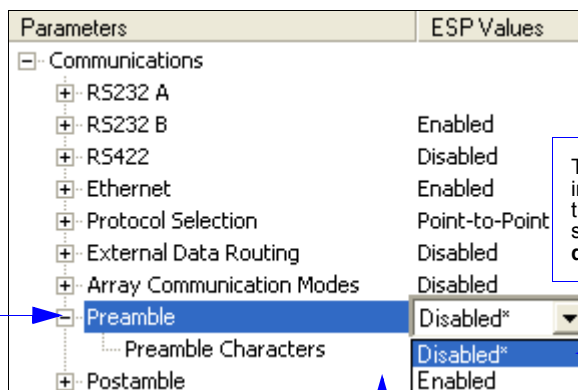 Parameters ESP Values
Communications
RS232 A
RS232 B Enabled
RS422 Disabled
Ethernet Enabled
Protocol Selection Point-to-Point
External Data Routing Disabled
Array Communication Modes Disabled
Preamble Disabled*
Preamble Characters Disabled*
Postamble Enabled